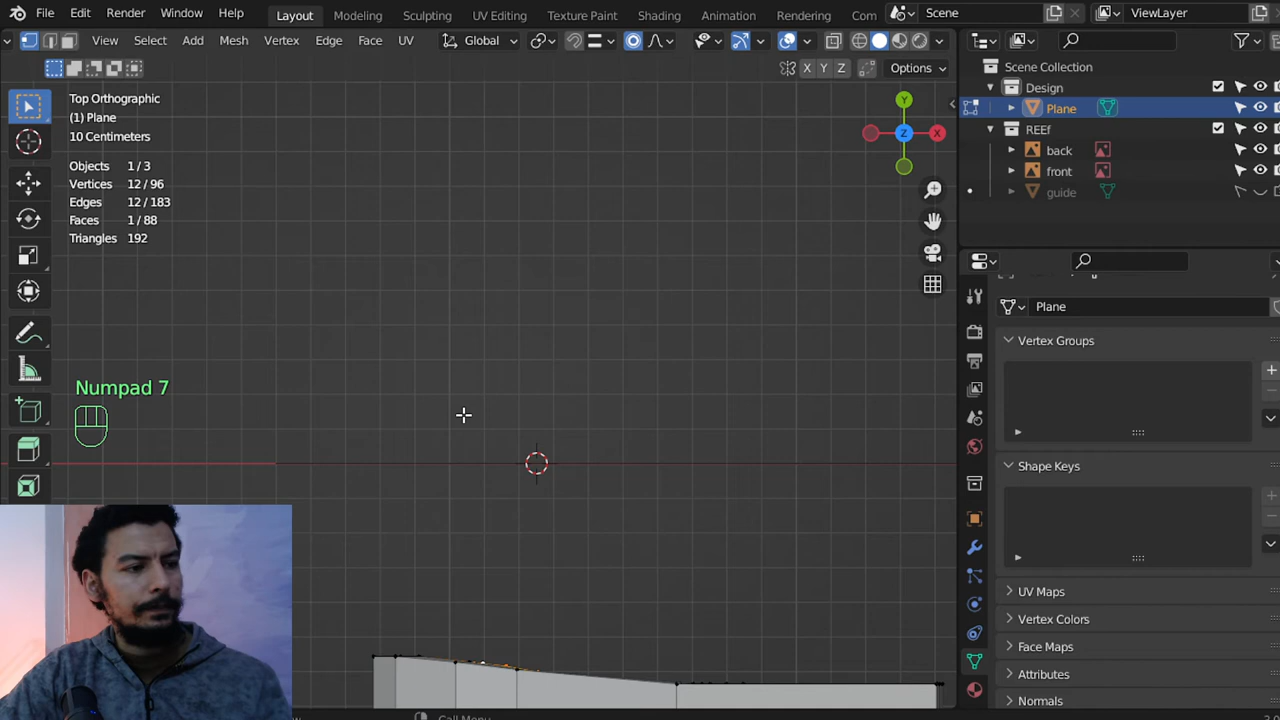 File Edit Render Window Help Layout Modeling Sculpting UV Editing Texture Paint Shading Animation Rendering Com Scene ViewLayer
View Select Add Mesh Vertex Edge Face UV Global
X Y Z Options
Top Orthographic
(1) Plane
10 Centimeters
Objects 1 / 3
Vertices 12 / 96
Edges 12 / 183
Faces 1 / 88
Triangles 192
Numpad 7
Y
X
Z
Scene Collection
Design
Plane
REEf
back
front
guide
Plane
Vertex Groups
Shape Keys
UV Maps
Vertex Colors
Face Maps
Attributes
Normals
Call Menu